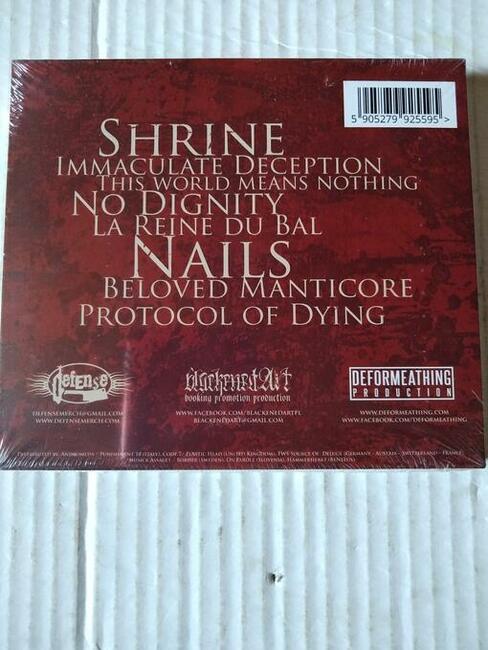 5 905279 925595 >
Shrine
Immaculate Deception
This world means nothing
No Dignity
La Reine du Bal
Nails
Beloved Manticore
Protocol of Dying
Defense
blackened Art
booking promotion production
DEFORMEATHING
PRODUCTION
defensemerch@gmail.com
www.defensemerch.com
www.facebook.com/blackenedartpl
blackenedart@gmail.com
www.facebook.com/deformeathing
www.deformeathing.com